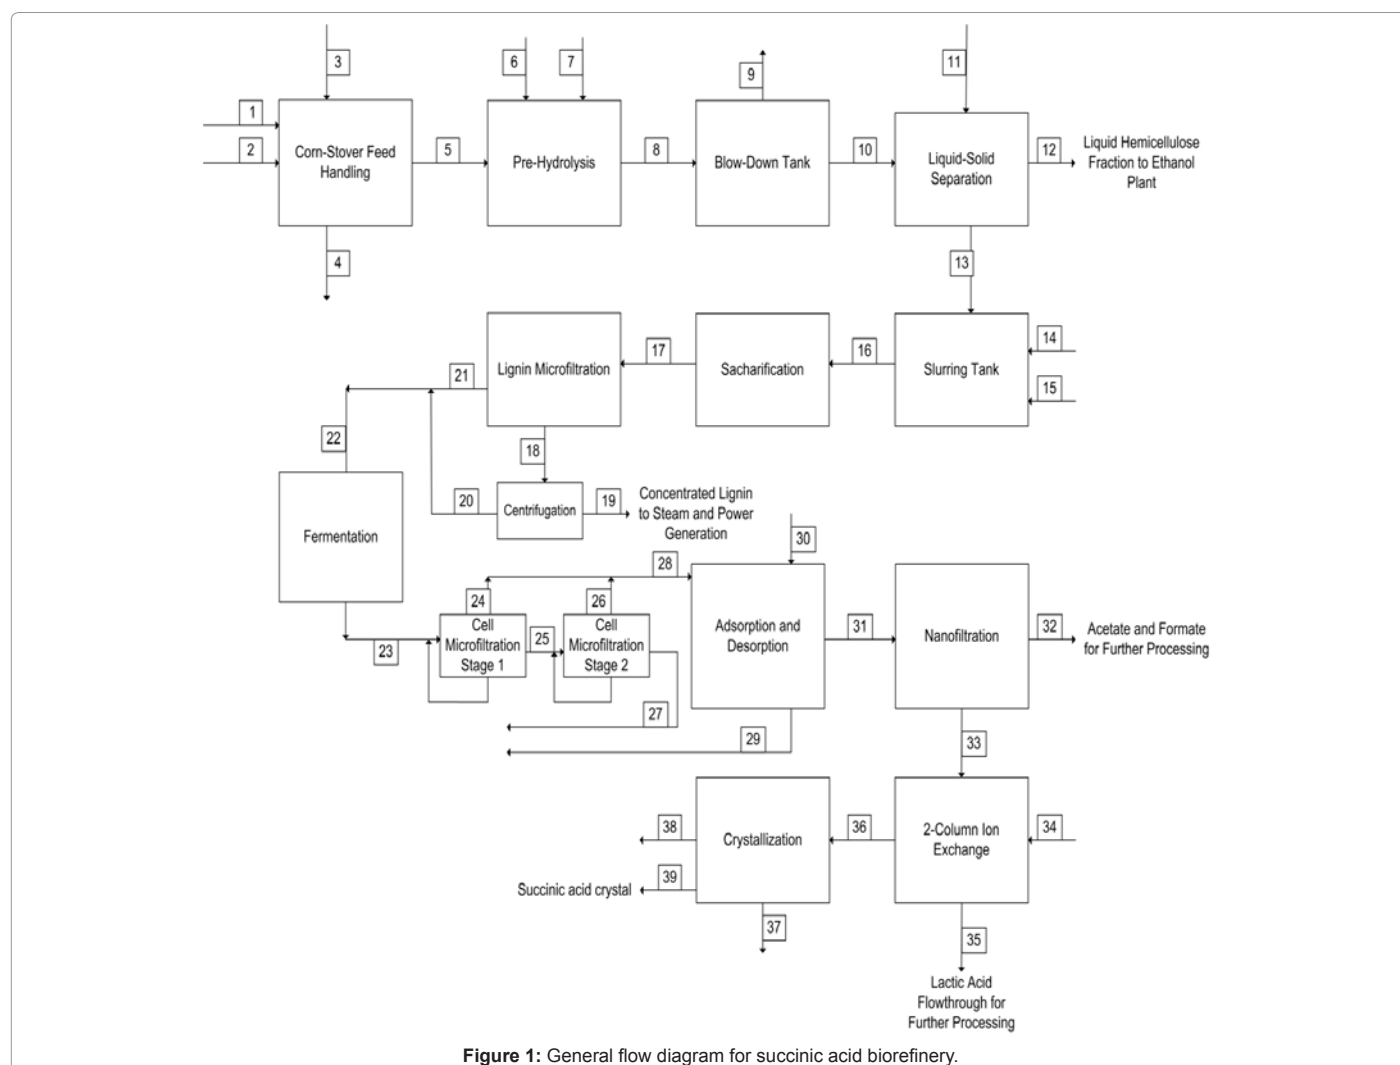 3
6
7
9
11
1
2
Corn-Stover Feed
Handling
5
Pre-Hydrolysis
8
Blow-Down Tank
10
Liquid-Solid
Separation
12
Liquid Hemicellulose
Fraction to Ethanol
Plant
4
13
Lignin Microfiltration
17
Sacharification
16
Slurring Tank
14
15
21
22
18
20
Centrifugation
19
Concentrated Lignin
to Steam and Power
Generation
Fermentation
30
28
24
26
23
Cell
Microfiltration
Stage 1
25
Cell
Microfiltration
Stage 2
Adsorption and
Desorption
31
Nanofiltration
32
Acetate and Formate
for Further Processing
27
29
33
38
39
Succinic acid crystal
Crystallization
36
2-Column Ion
Exchange
34
37
35
Lactic Acid
Flowthrough for
Further Processing
Figure 1: General flow diagram for succinic acid biorefinery.